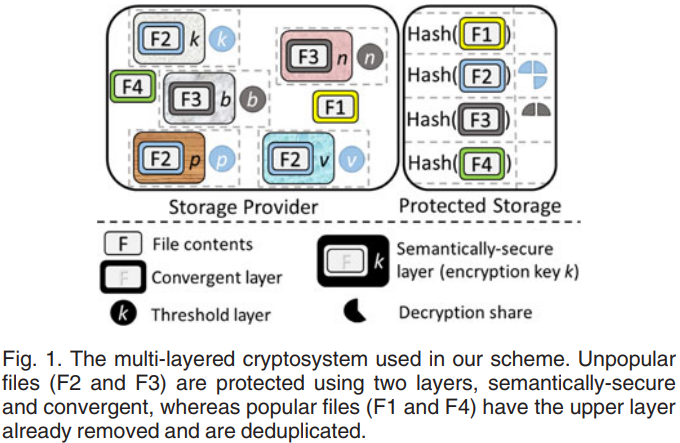 F2 k k
F3 n n
F4
F3 b b
F1
F2 p p
F2 v v
Hash( F1 )
Hash( F2 )
Hash( F3 )
Hash( F4 )
Storage Provider
Protected Storage
F File contents
F Convergent layer
k Threshold layer
F k Semantically-secure
layer (encryption key k)
Decryption share
Fig. 1. The multi-layered cryptosystem used in our scheme. Unpopular
files (F2 and F3) are protected using two layers, semantically-secure
and convergent, whereas popular files (F1 and F4) have the upper layer
already removed and are deduplicated.